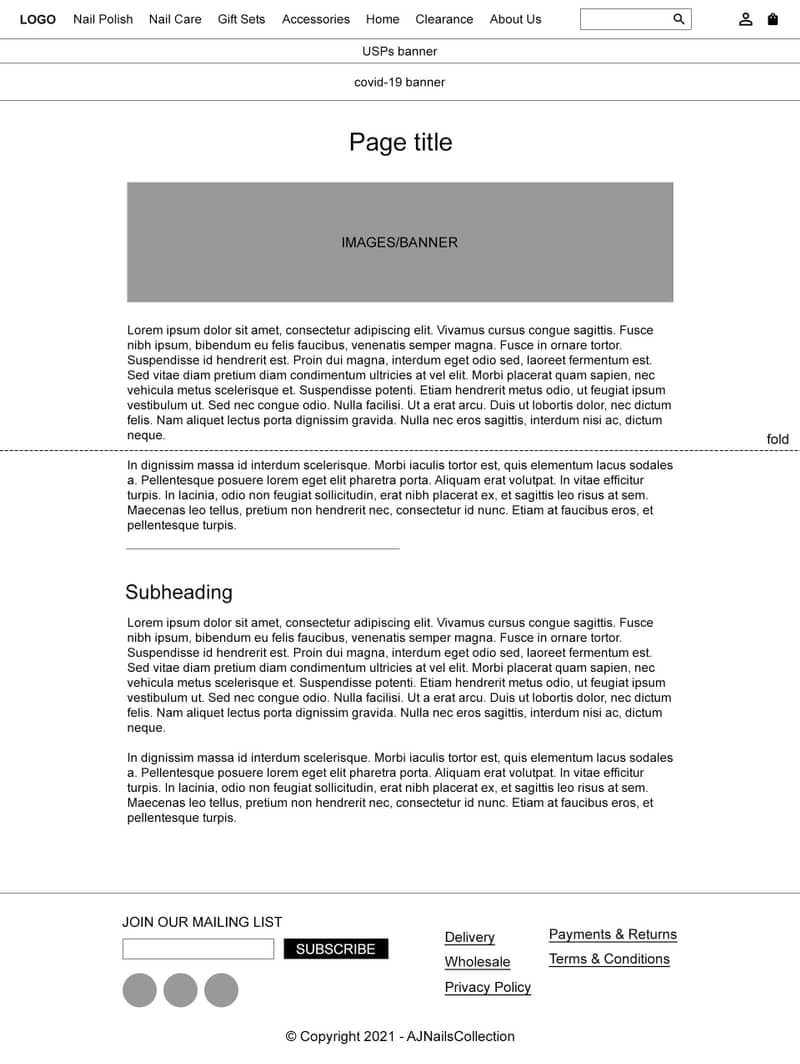 LOGO Nail Polish Nail Care Gift Sets Accessories Home Clearance About Us
USPs banner
covid-19 banner
Page title
IMAGES/BANNER
Lorem ipsum dolor sit amet, consectetur adipiscing elit. Vivamus cursus congue sagittis. Fusce
nibh ipsum, bibendum eu felis faucibus, venenatis semper magna. Fusce in ornare tortor.
Suspendisse id hendrerit est. Proin dui magna, interdum eget odio sed, laoreet fermentum est.
Sed vitae diam pretium diam condimentum ultricies at vel elit. Morbi placerat quam sapien, nec
vehicula metus scelerisque et. Suspendisse potenti. Etiam hendrerit metus odio, ut feugiat ipsum
vestibulum ut. Sed nec congue odio. Nulla facilisi. Ut a erat arcu. Duis ut lobortis dolor, nec dictum
felis. Nam aliquet lectus porta dignissim gravida. Nulla nec eros sagittis, interdum nisi ac, dictum
neque.
fold
In dignissim massa id interdum scelerisque. Morbi iaculis tortor est, quis elementum lacus sodales
a. Pellentesque posuere lorem eget elit pharetra porta. Aliquam erat volutpat. In vitae efficitur
turpis. In lacinia, odio non feugiat sollicitudin, erat nibh placerat ex, et sagittis leo risus at sem.
Maecenas leo tellus, pretium non hendrerit nec, consectetur id nunc. Etiam at faucibus eros, et
pellentesque turpis.
Subheading
Lorem ipsum dolor sit amet, consectetur adipiscing elit. Vivamus cursus congue sagittis. Fusce
nibh ipsum, bibendum eu felis faucibus, venenatis semper magna. Fusce in ornare tortor.
Suspendisse id hendrerit est. Proin dui magna, interdum eget odio sed, laoreet fermentum est.
Sed vitae diam pretium diam condimentum ultricies at vel elit. Morbi placerat quam sapien, nec
vehicula metus scelerisque et. Suspendisse potenti. Etiam hendrerit metus odio, ut feugiat ipsum
vestibulum ut. Sed nec congue odio. Nulla facilisi. Ut a erat arcu. Duis ut lobortis dolor, nec dictum
felis. Nam aliquet lectus porta dignissim gravida. Nulla nec eros sagittis, interdum nisi ac, dictum
neque.
In dignissim massa id interdum scelerisque. Morbi iaculis tortor est, quis elementum lacus sodales
a. Pellentesque posuere lorem eget elit pharetra porta. Aliquam erat volutpat. In vitae efficitur
turpis. In lacinia, odio non feugiat sollicitudin, erat nibh placerat ex, et sagittis leo risus at sem.
Maecenas leo tellus, pretium non hendrerit nec, consectetur id nunc. Etiam at faucibus eros, et
pellentesque turpis.
JOIN OUR MAILING LIST
SUBSCRIBE
Delivery
Wholesale
Privacy Policy
Payments & Returns
Terms & Conditions
© Copyright 2021 - AJNailsCollection